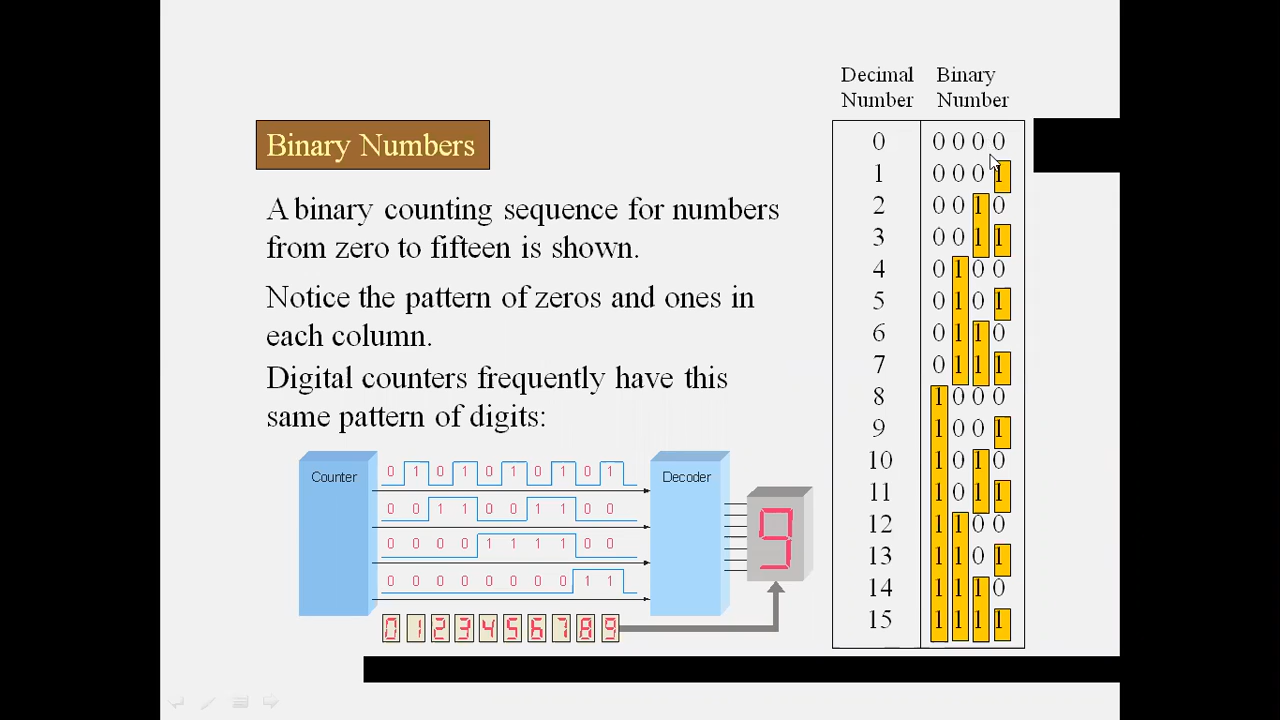 Binary Numbers
A binary counting sequence for numbers
from zero to fifteen is shown.
Notice the pattern of zeros and ones in
each column.
Digital counters frequently have this
same pattern of digits:
Counter
0 1 0 1 0 1 0 1 0 1
0 0 1 1 0 0 1 1 0 0
0 0 0 0 1 1 1 1 0 0
0 0 0 0 0 0 0 0 1 1
Decoder
9
0 1 2 3 4 5 6 7 8 9
Decimal Number Binary Number
0 0 0 0 0
1 0 0 0 1
2 0 0 1 0
3 0 0 1 1
4 0 1 0 0
5 0 1 0 1
6 0 1 1 0
7 0 1 1 1
8 1 0 0 0
9 1 0 0 1
10 1 0 1 0
11 1 0 1 1
12 1 1 0 0
13 1 1 0 1
14 1 1 1 0
15 1 1 1 1